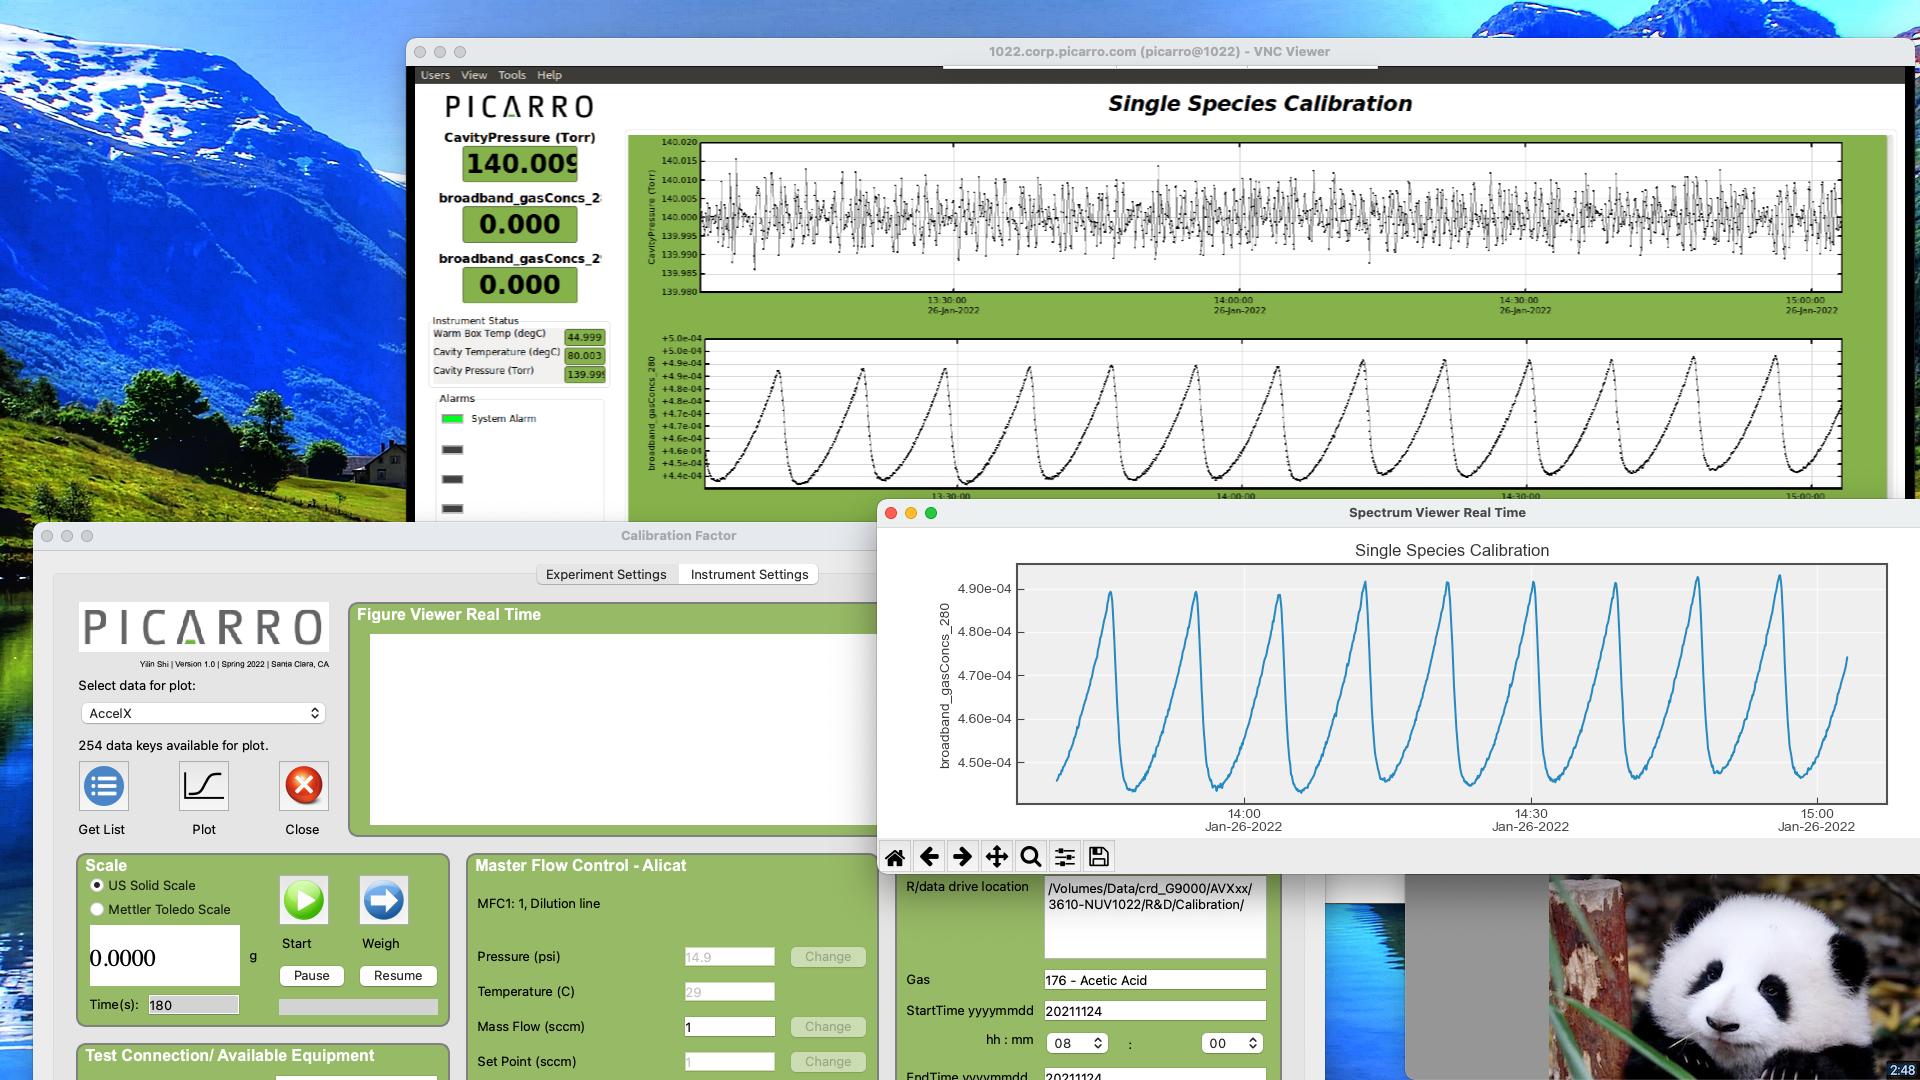 1022.corp.picarro.com (picarro@1022) - VNC Viewer
Users View Tools Help
PICARRO
Single Species Calibration
CavityPressure (Torr)
140.009
broadband_gasConcs_2
0.000
broadband_gasConcs_2
0.000
Instrument Status
Warm Box Temp (degC) 44.999
Cavity Temperature (degC) 80.003
Cavity Pressure (Torr) 139.999
Alarms
System Alarm
CavityPressure (Torr)
140.020
140.015
140.010
140.005
140.000
139.995
139.990
139.985
139.980
13:30:00 14:00:00 14:30:00 15:00:00
26-Jan-2022 26-Jan-2022 26-Jan-2022 26-Jan-2022
broadband_gasConcs_280
+5.0e-04
+5.0e-04
+4.9e-04
+4.9e-04
+4.8e-04
+4.8e-04
+4.7e-04
+4.6e-04
+4.6e-04
+4.5e-04
+4.4e-04
13:30:00 14:00:00 14:30:00 15:00:00
Calibration Factor
Experiment Settings Instrument Settings
PICARRO
Yilin Shi | Version 1.0 | Spring 2022 | Santa Clara, CA
Select data for plot:
AccelX
254 data keys available for plot.
Get List Plot Close
Figure Viewer Real Time
Scale
US Solid Scale
Mettler Toledo Scale
0.0000 g
Start Weigh
Pause Resume
Time(s): 180
Test Connection/ Available Equipment
Master Flow Control - Alicat
MFC1: 1, Dilution line
Pressure (psi) 14.9 Change
Temperature (C) 29
Mass Flow (sccm) 1 Change
Set Point (sccm) 1 Change
Spectrum Viewer Real Time
Single Species Calibration
broadband_gasConcs_280
4.90e-04
4.80e-04
4.70e-04
4.60e-04
4.50e-04
14:00 14:30 15:00
Jan-26-2022 Jan-26-2022 Jan-26-2022
R/data drive location /Volumes/Data/crd_G9000/AVXxx/
3610-NUV1022/R&D/Calibration/
Gas 176 - Acetic Acid
StartTime yyyymmdd 20211124
hh : mm 08 : 00
EndTime yyyymmdd 20211124
2:48